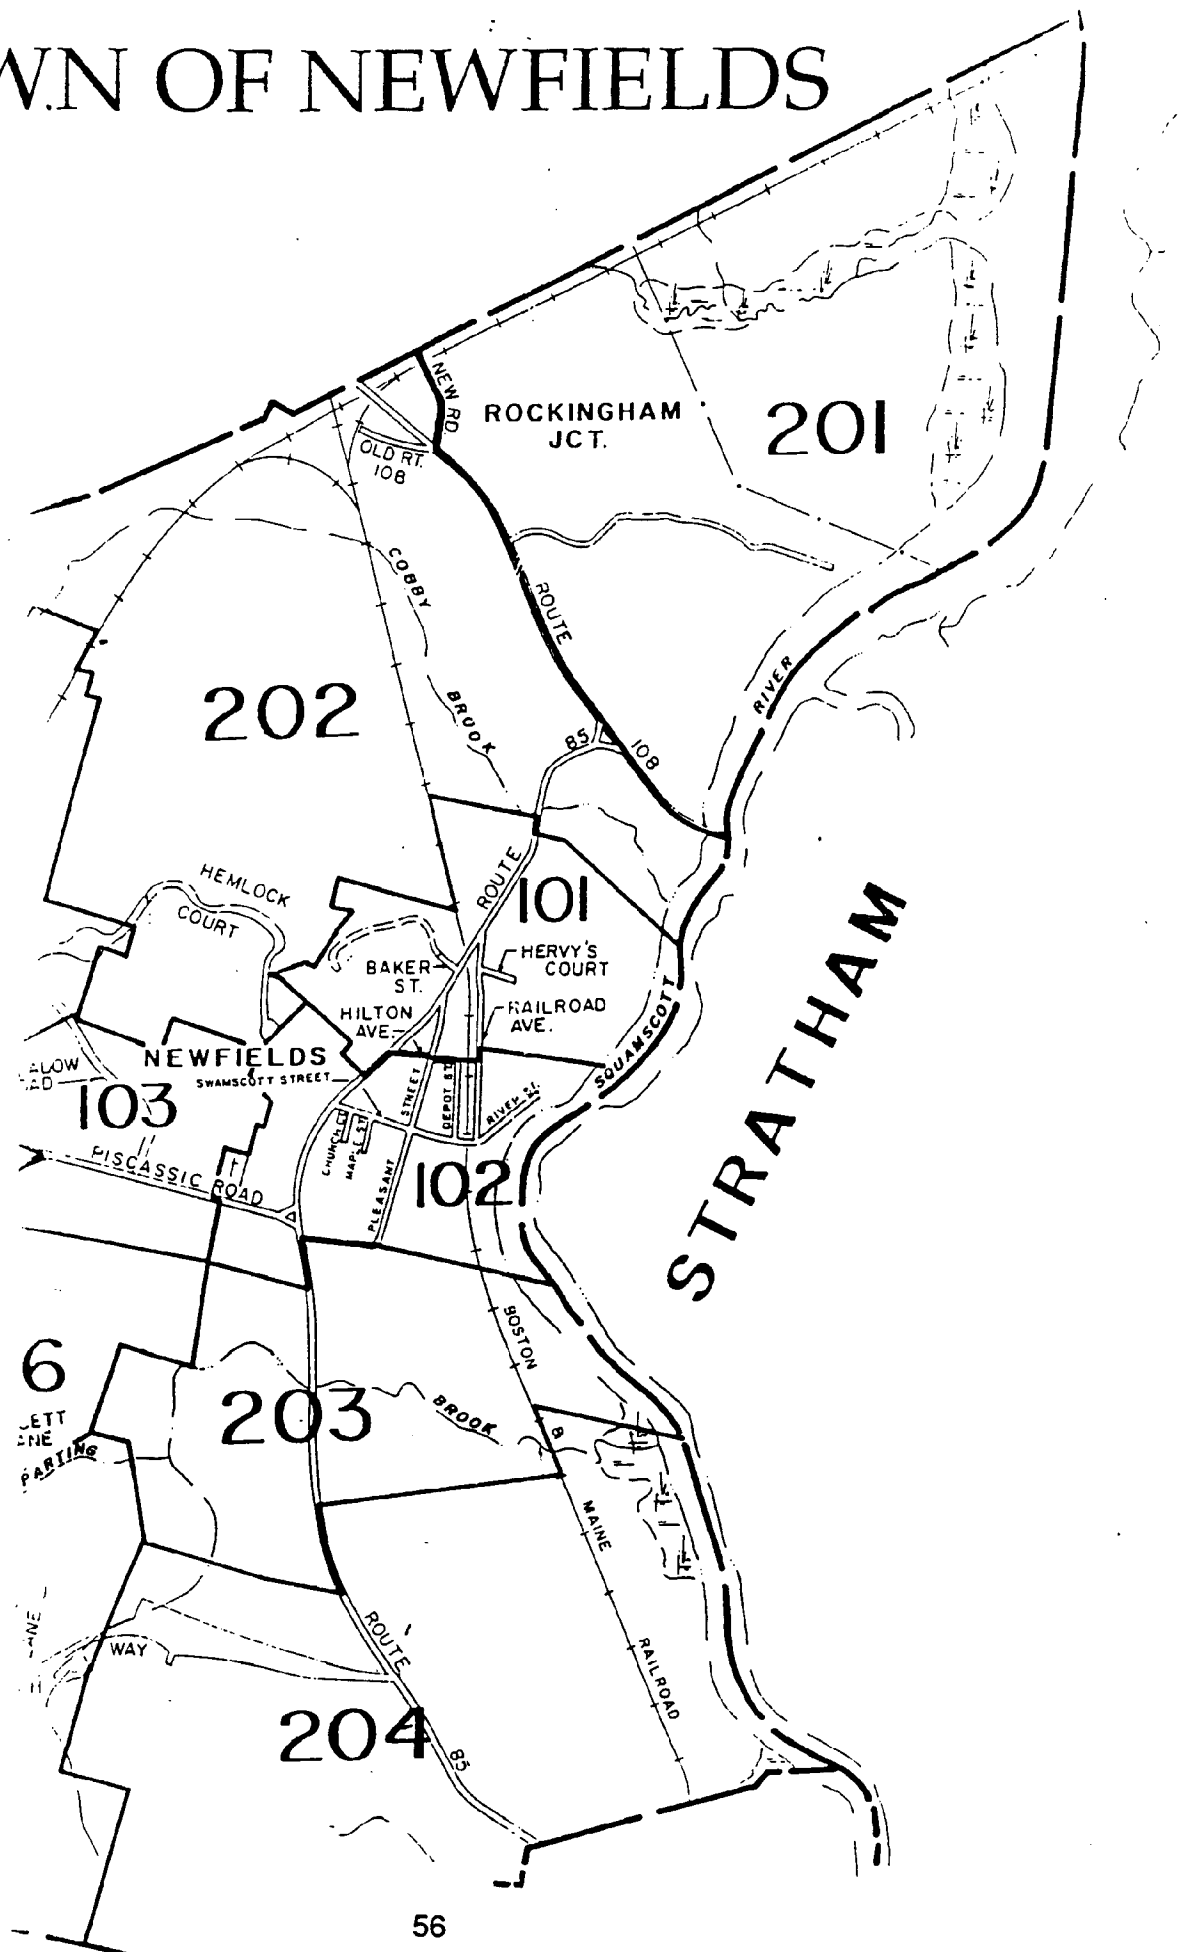 W.N OF NEWFIELDS
NEW RD.
ROCKINGHAM
JCT.
201
OLD RT.
108
COBBY
ROUTE
202
BROOK
RIVER
85
108
HEMLOCK
COURT
ROUTE
101
HERVY'S
COURT
BAKER
ST.
HILTON
AVE.
RAILROAD
AVE.
SQUAMSCOTT
STRATHAM
NEWFIELDS
SWAMSCOTT STREET
103
STREET
DEPOT ST.
RIVER ST.
CHURCH ST.
MAPLE ST.
PISCASSIC ROAD
PLEASANT
102
6
BOSTON
203
BROOK
PARTING
&
MAINE
WAY
ROUTE
RAILROAD
204
85
56